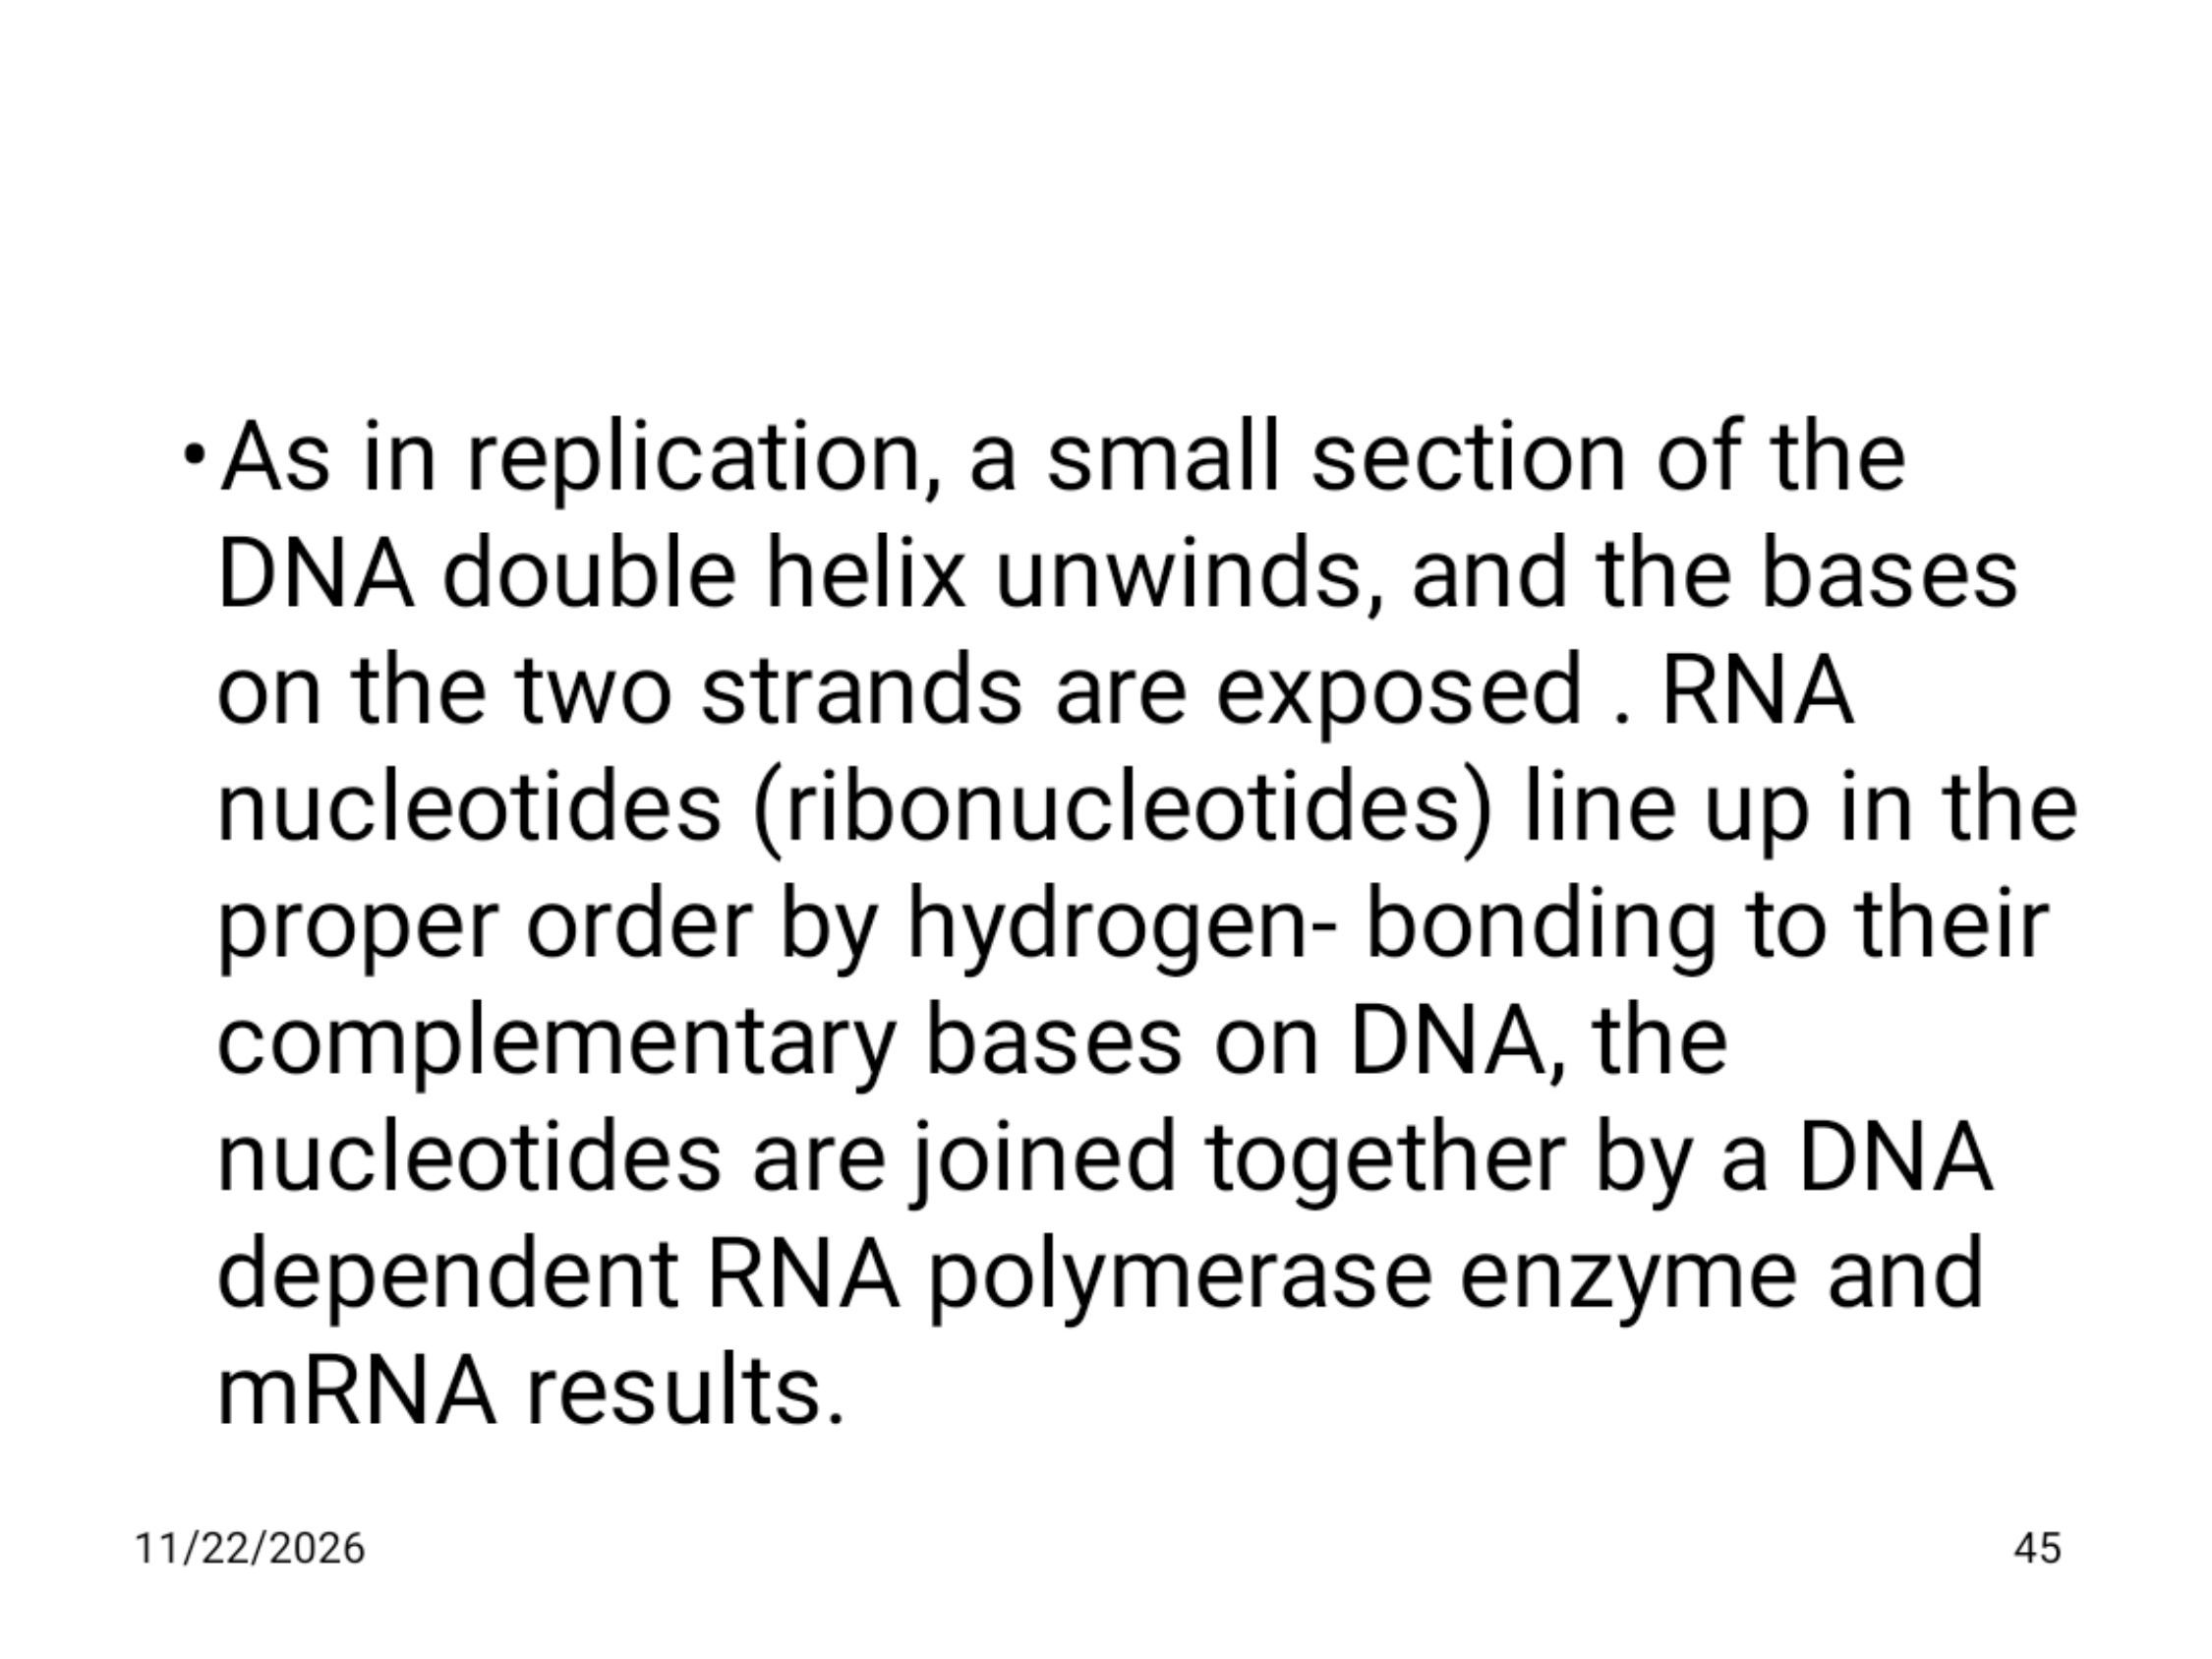 •As in replication, a small section of the
DNA double helix unwinds, and the bases
on the two strands are exposed . RNA
nucleotides (ribonucleotides) line up in the
proper order by hydrogen- bonding to their
complementary bases on DNA, the
nucleotides are joined together by a DNA
dependent RNA polymerase enzyme and
mRNA results.
11/22/2026
45